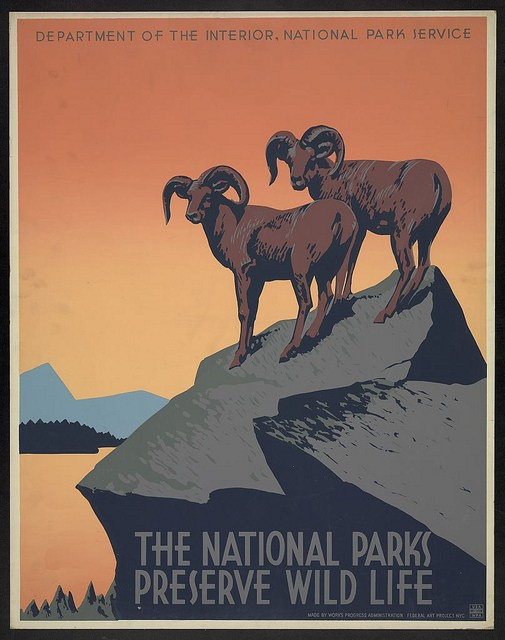 DEPARTMENT OF THE INTERIOR, NATIONAL PARK SERVICE
THE NATIONAL PARKS
PRESERVE WILD LIFE
MADE BY WORKS PROGRESS ADMINISTRATION FEDERAL ART PROJECT NYC